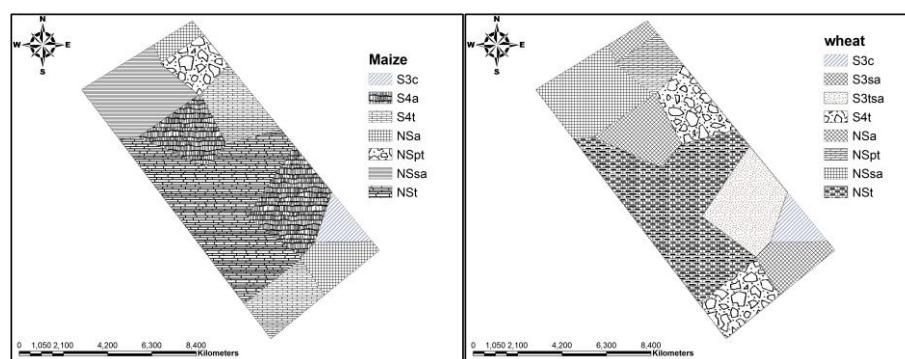 N
W E
S
Maize
S3c
S4a
S4t
NSa
NSpt
NSsa
NSt
0 1,050 2,100 4,200 6,300 8,400
Kilometers
N
W E
S
wheat
S3c
S3sa
S3tsa
S4t
NSa
NSpt
NSsa
NSt
0 1,050 2,100 4,200 6,300 8,400
Kilometers